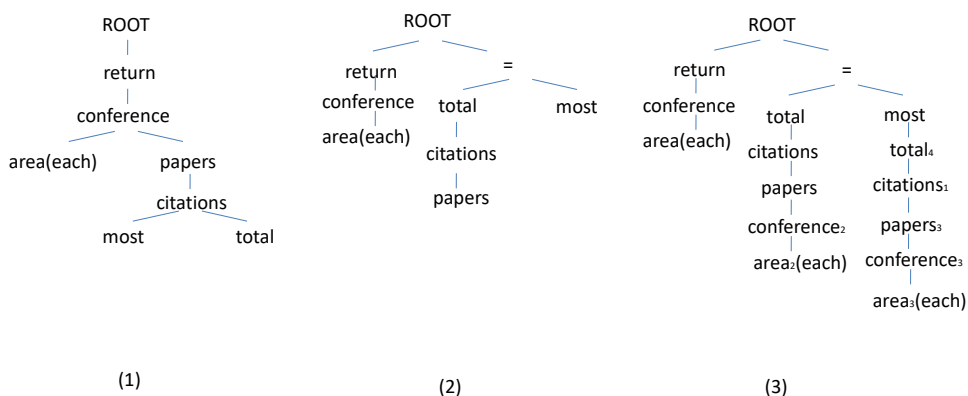 ROOT
return
conference
area(each) papers
citations
most total
(1)
ROOT
return =
conference total most
area(each)
citations
papers
(2)
ROOT
return =
conference total most
area(each) citations total₄
papers citations₁
conference₂ papers₃
area₂(each) conference₃
area₃(each)
(3)